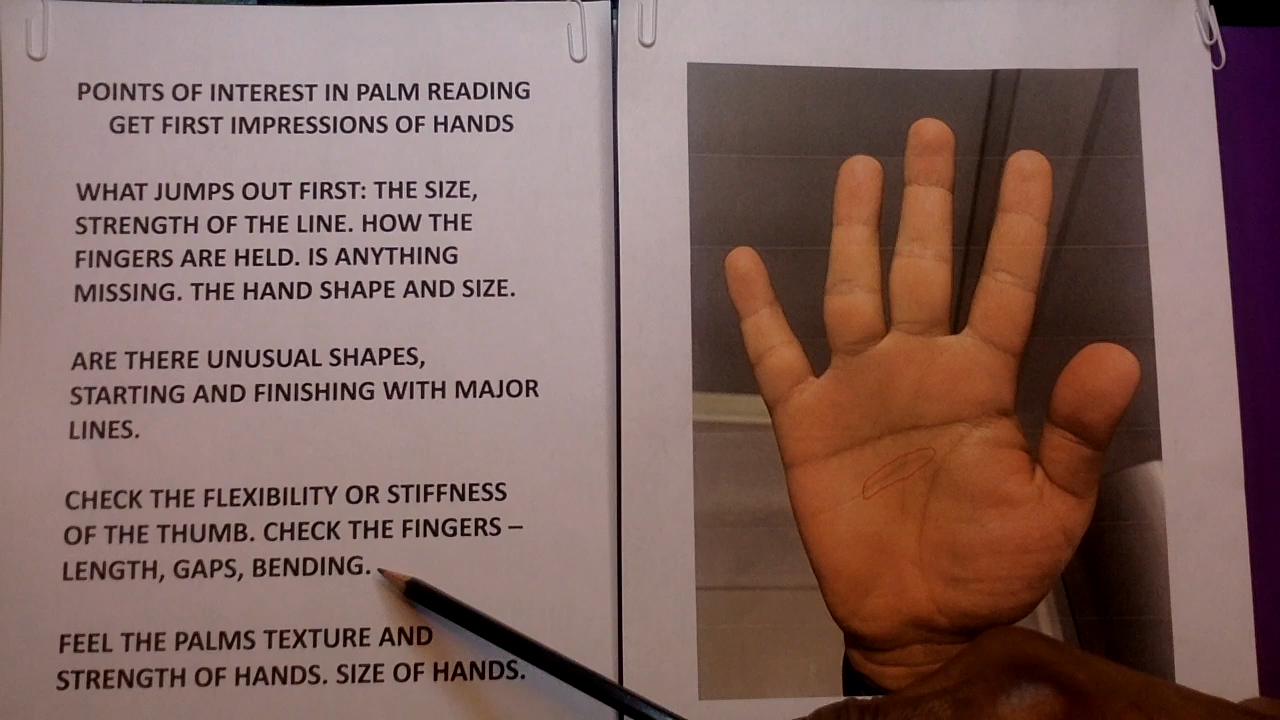 POINTS OF INTEREST IN PALM READING
GET FIRST IMPRESSIONS OF HANDS
WHAT JUMPS OUT FIRST: THE SIZE,
STRENGTH OF THE LINE. HOW THE
FINGERS ARE HELD. IS ANYTHING
MISSING. THE HAND SHAPE AND SIZE.
ARE THERE UNUSUAL SHAPES,
STARTING AND FINISHING WITH MAJOR
LINES.
CHECK THE FLEXIBILITY OR STIFFNESS
OF THE THUMB. CHECK THE FINGERS –
LENGTH, GAPS, BENDING.
FEEL THE PALMS TEXTURE AND
STRENGTH OF HANDS. SIZE OF HANDS.